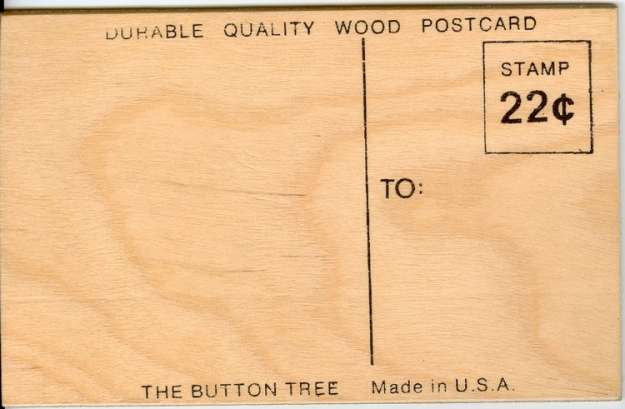 DURABLE QUALITY WOOD POSTCARD
STAMP
22¢
TO:
THE BUTTON TREE Made in U.S.A.